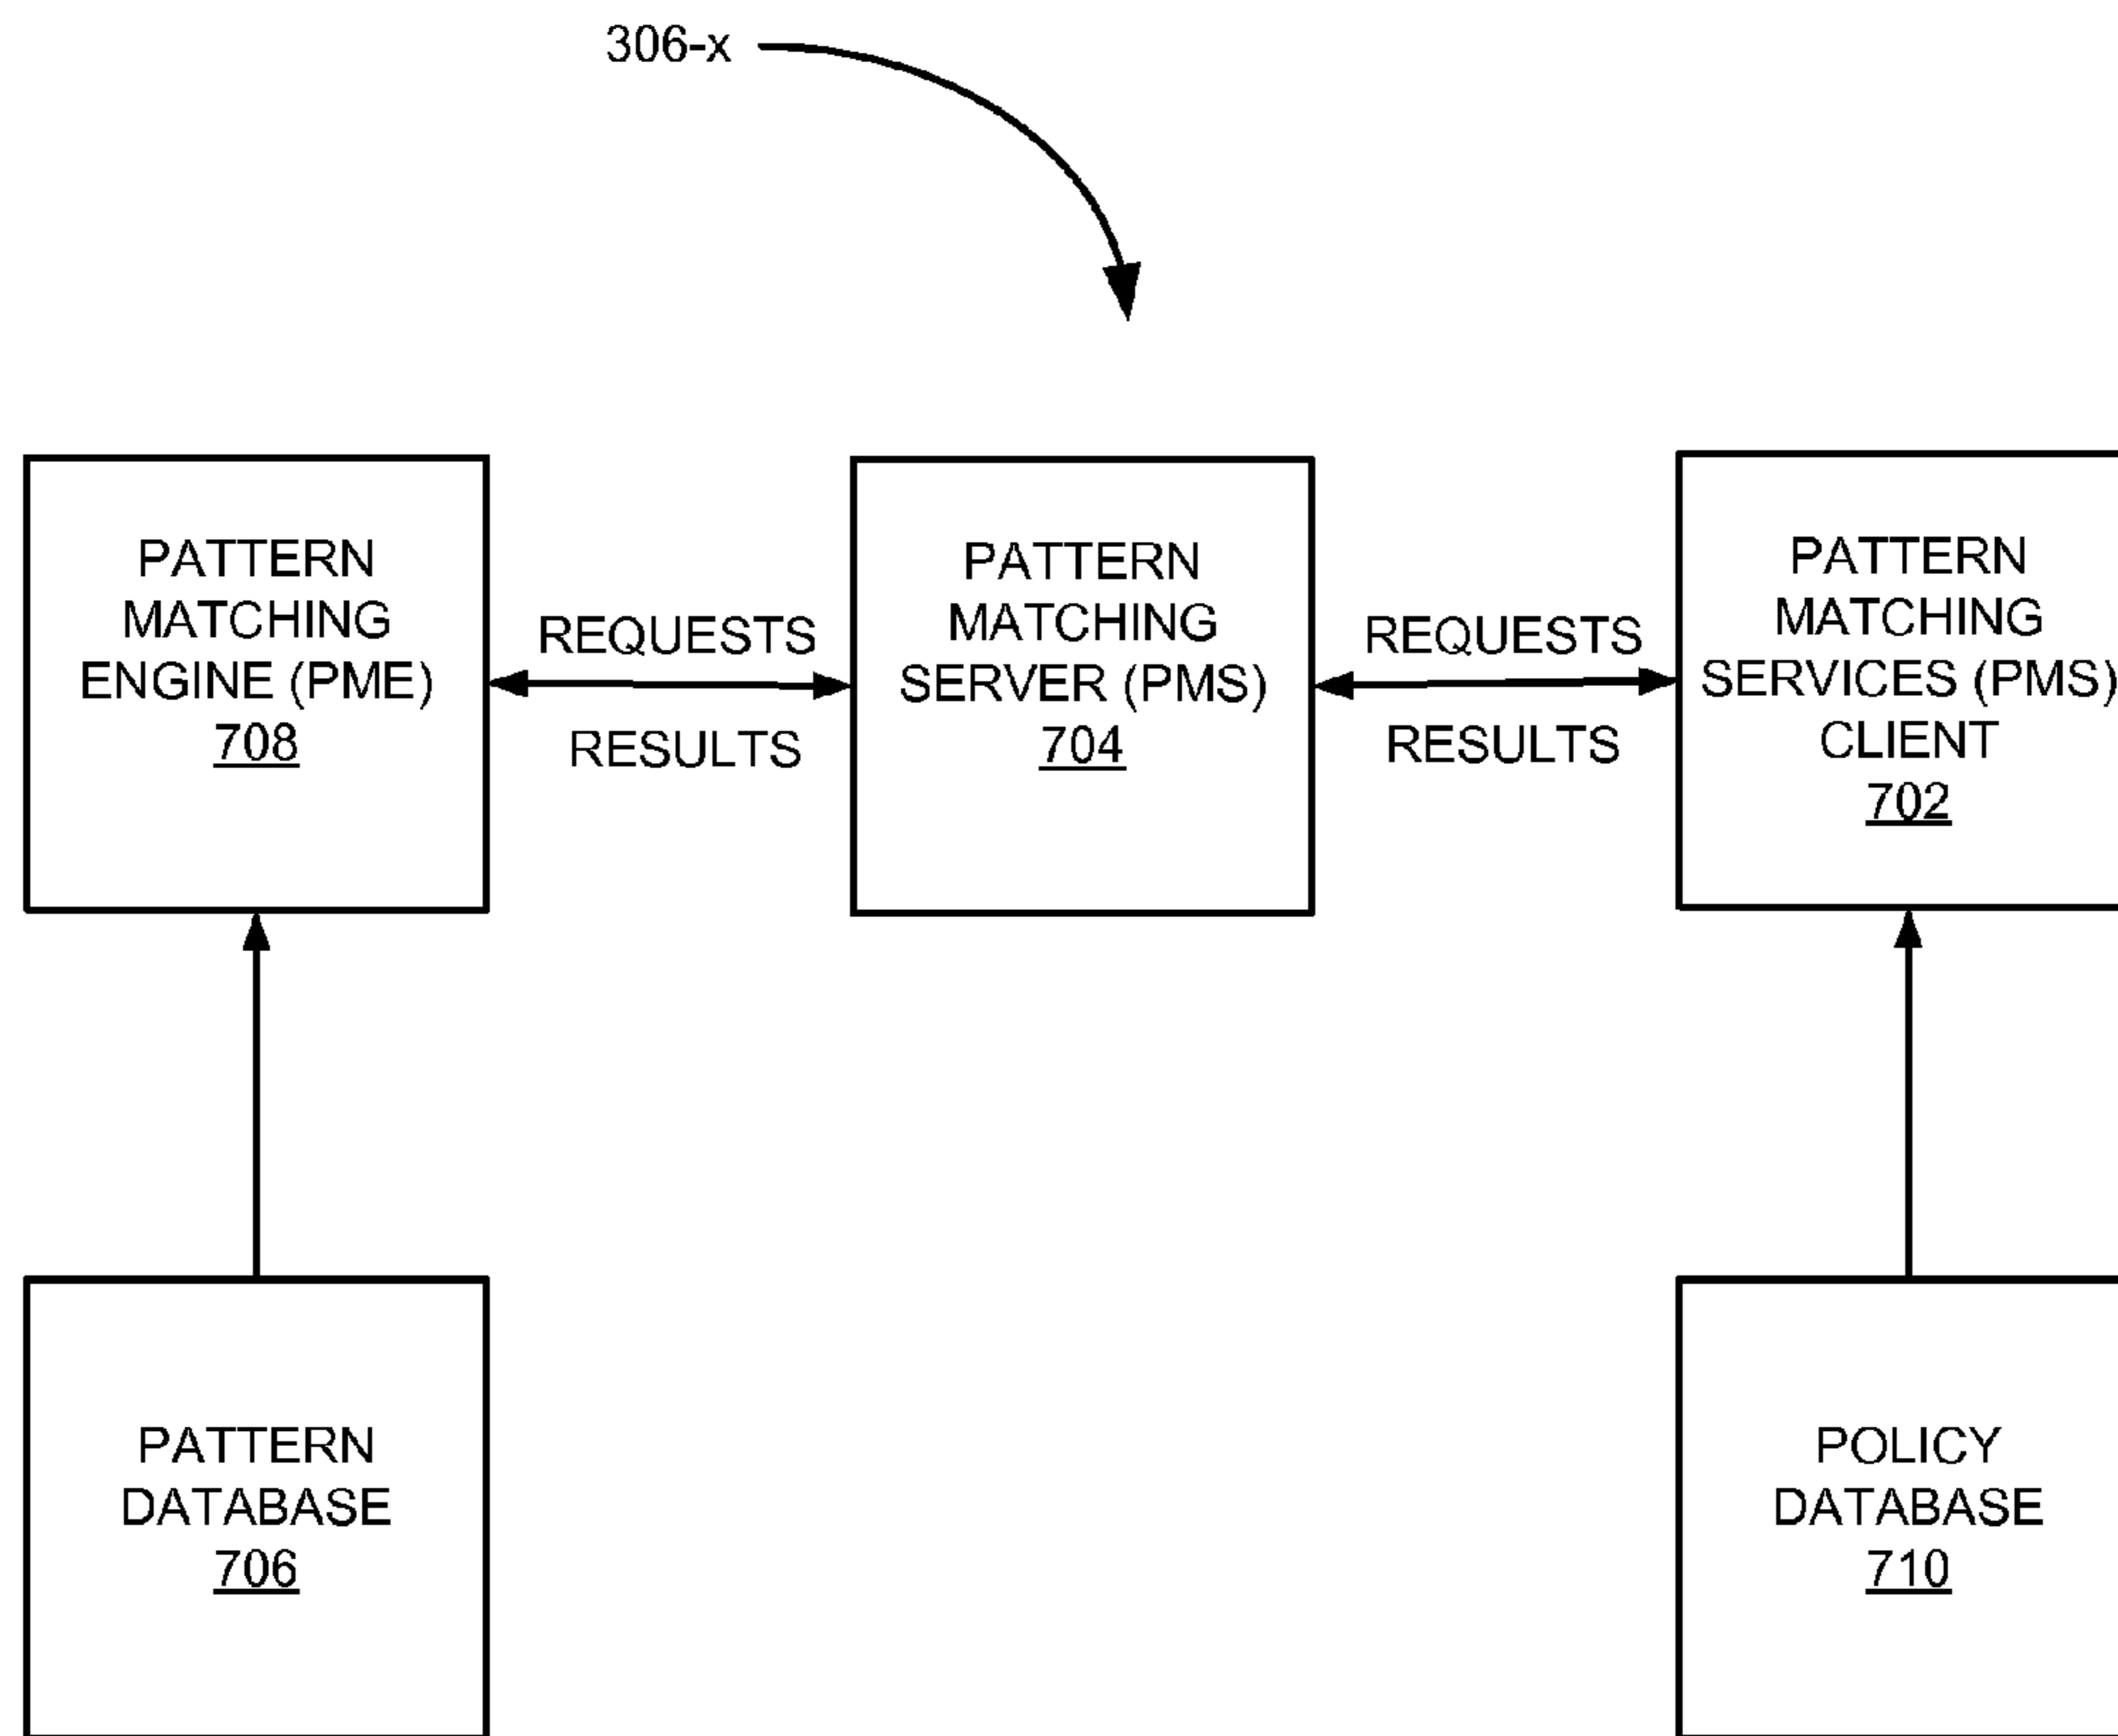 306-x
PATTERN
MATCHING
ENGINE (PME)
708
REQUESTS
RESULTS
PATTERN
MATCHING
SERVER (PMS)
704
REQUESTS
RESULTS
PATTERN
MATCHING
SERVICES (PMS)
CLIENT
702
PATTERN
DATABASE
706
POLICY
DATABASE
710